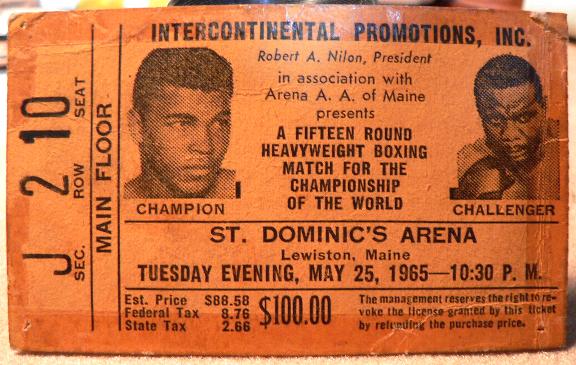 INTERCONTINENTAL PROMOTIONS, INC.
Robert A. Nilon, President
in association with
Arena A. A. of Maine
presents
A FIFTEEN ROUND
HEAVYWEIGHT BOXING
MATCH FOR THE
CHAMPIONSHIP
OF THE WORLD
CHAMPION
CHALLENGER
ST. DOMINIC'S ARENA
Lewiston, Maine
TUESDAY EVENING, MAY 25, 1965—10:30 P. M.
Est. Price $88.58
Federal Tax 8.76
State Tax 2.66
$100.00
The management reserves the right to re-
voke the license granted by this ticket
by refunding the purchase price.
J 2 10
SEC. ROW SEAT
MAIN FLOOR